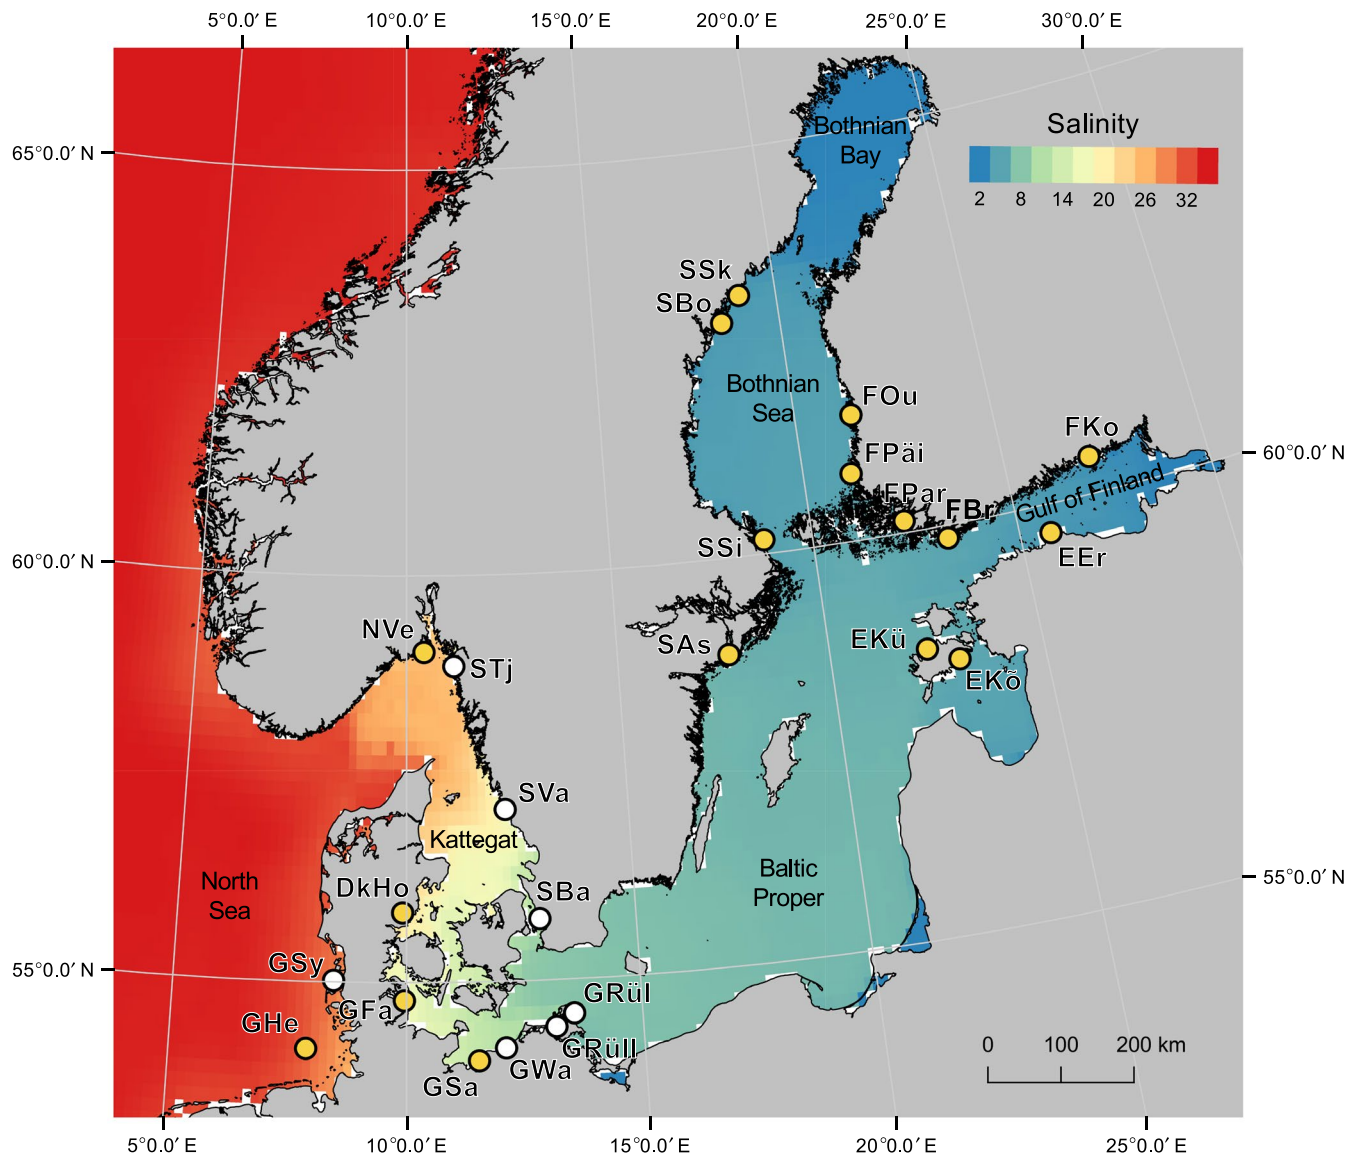 5°0.0′ E
10°0.0′ E
15°0.0′ E
20°0.0′ E
25°0.0′ E
30°0.0′ E
65°0.0′ N
60°0.0′ N
55°0.0′ N
Bothnian
Bay
Salinity
2 8 14 20 26 32
SSk
SBo
Bothnian
Sea
FOu
FPäi
FPar
FBr
FKo
Gulf of Finland
60°0.0′ N
SSi
EEr
NVe
STj
SAs
EKü
EKõ
SVa
Kattegat
North
Sea
DkHo
SBa
Baltic
Proper
55°0.0′ N
GSy
GFa
GHe
GRüI
GRüII
GWa
GSa
0 100 200 km
5°0.0′ E
10°0.0′ E
15°0.0′ E
20°0.0′ E
25°0.0′ E